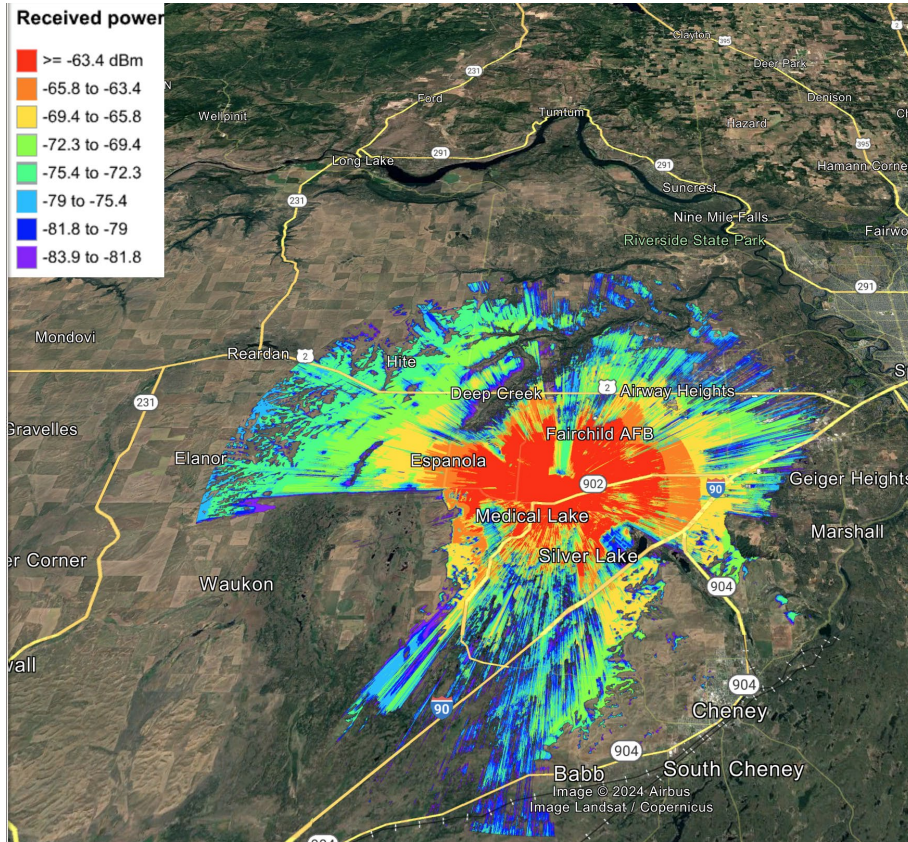 Received power
>= -63.4 dBm
-65.8 to -63.4
-69.4 to -65.8
-72.3 to -69.4
-75.4 to -72.3
-79 to -75.4
-81.8 to -79
-83.9 to -81.8
Clayton
395
2
Deer Park
231
Ford
Denison
Wellpinit
Tumtum
Hazard
395
291
291
Long Lake
Hamann Corner
Suncrest
231
Nine Mile Falls
Riverside State Park
Fairwo
291
Mondovi
Reardan
2
Hite
Deep Creek
2
Airway Heights
231
Gravelles
Fairchild AFB
Elanor
Espanola
902
90
Geiger Heights
Medical Lake
Marshall
er Corner
Silver Lake
Waukon
904
wall
904
90
Cheney
904
Babb
South Cheney
Image © 2024 Airbus
Image Landsat / Copernicus
904